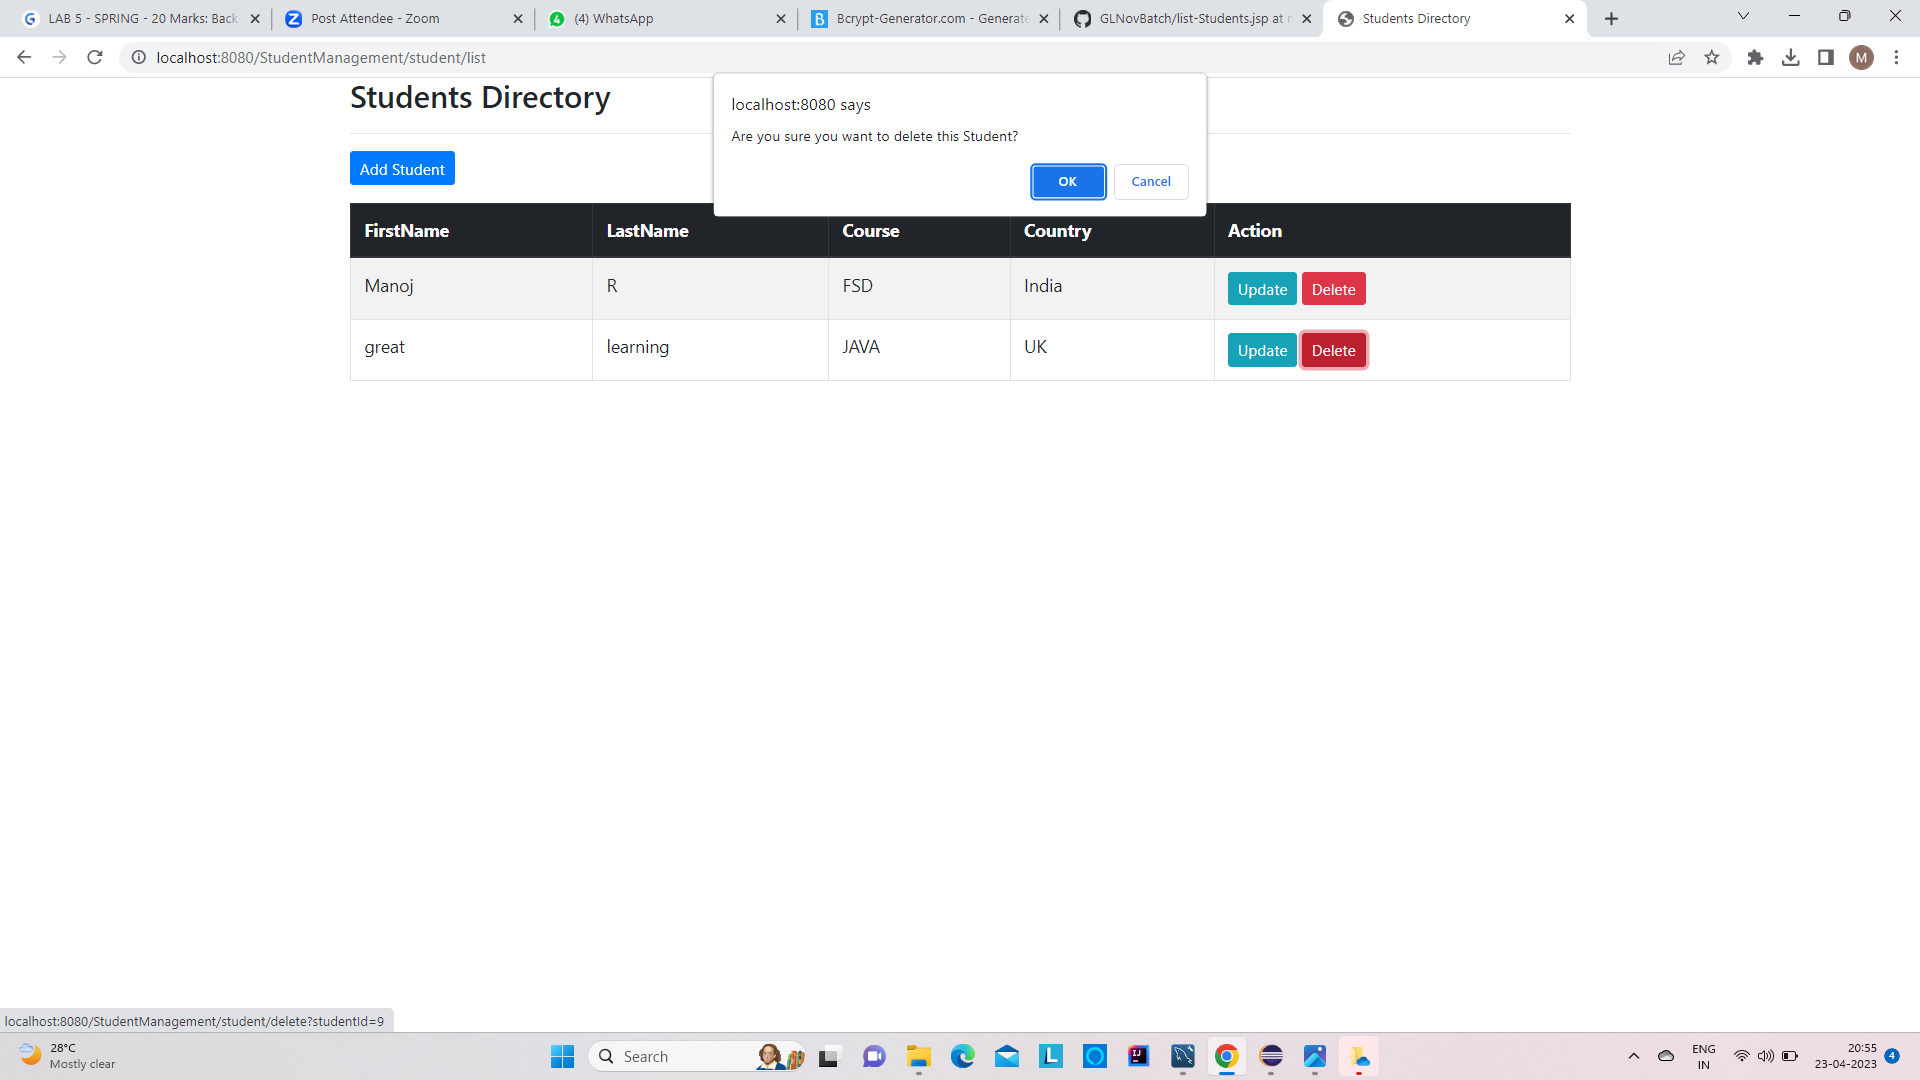 LAB 5 - SPRING - 20 Marks: Back
Post Attendee - Zoom
(4) WhatsApp
Bcrypt-Generator.com - Generate
GLNovBatch/list-Students.jsp at
Students Directory
localhost:8080/StudentManagement/student/list
M
Students Directory
localhost:8080 says
Are you sure you want to delete this Student?
OK Cancel
Add Student
FirstName LastName Course Country Action
Manoj R FSD India Update Delete
great learning JAVA UK Update Delete
localhost:8080/StudentManagement/student/delete?studentId=9
28°C
Mostly clear
Search
ENG
IN
20:55
23-04-2023
4